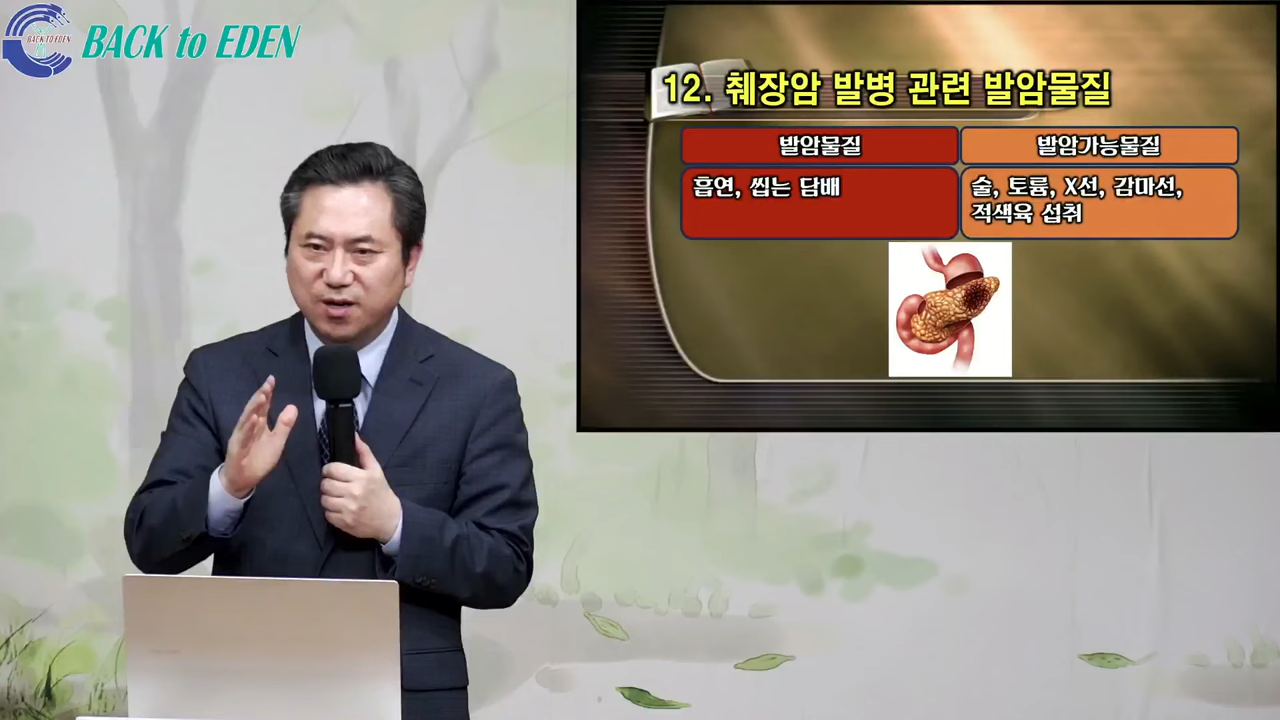 BACK TO EDEN
BACK to EDEN
12. 췌장암 발병 관련 발암물질
발암물질
발암가능물질
흡연, 씹는 담배
술, 토륨, X선, 감마선,
적색육 섭취